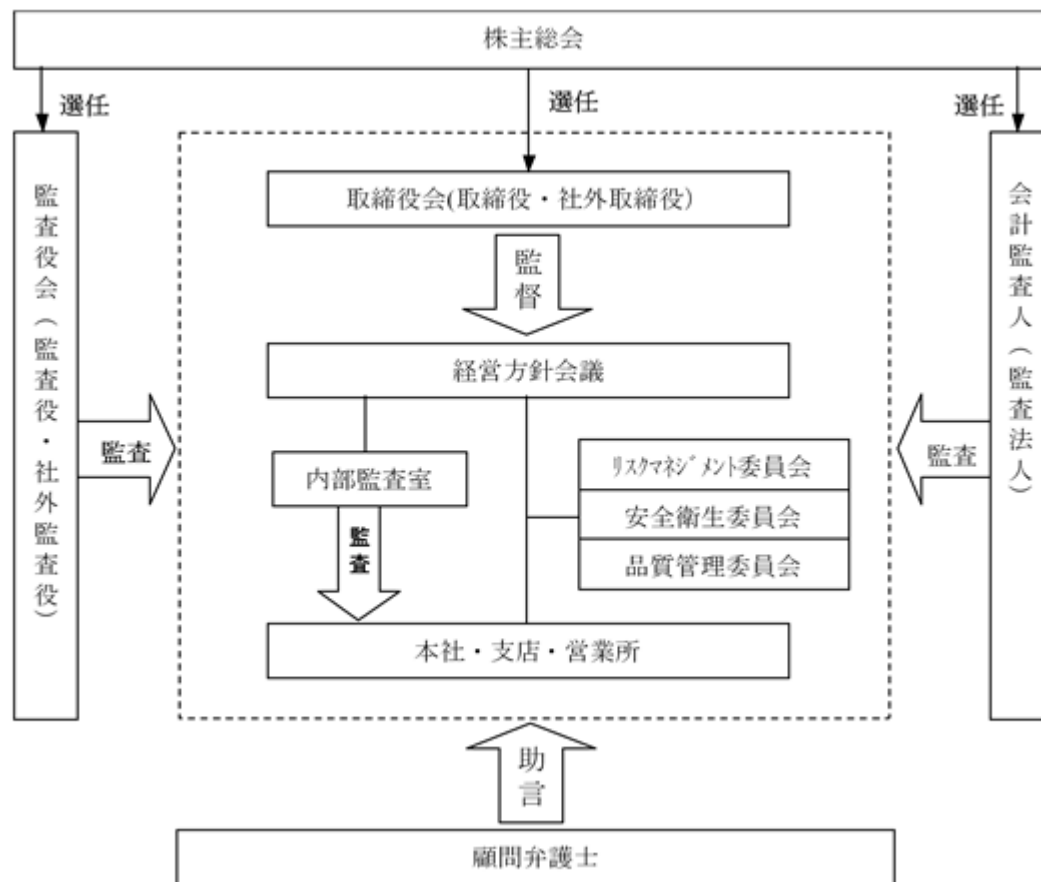 株主総会
選任
選任
選任
監査役会（監査役・社外監査役）
取締役会(取締役・社外取締役）
会計監査人（監査法人）
監督
経営方針会議
監査
監査
内部監査室
ﾘｽｸﾏﾈｼﾞﾒﾝﾄ委員会
安全衛生委員会
品質管理委員会
監査
本社・支店・営業所
助言
顧問弁護士